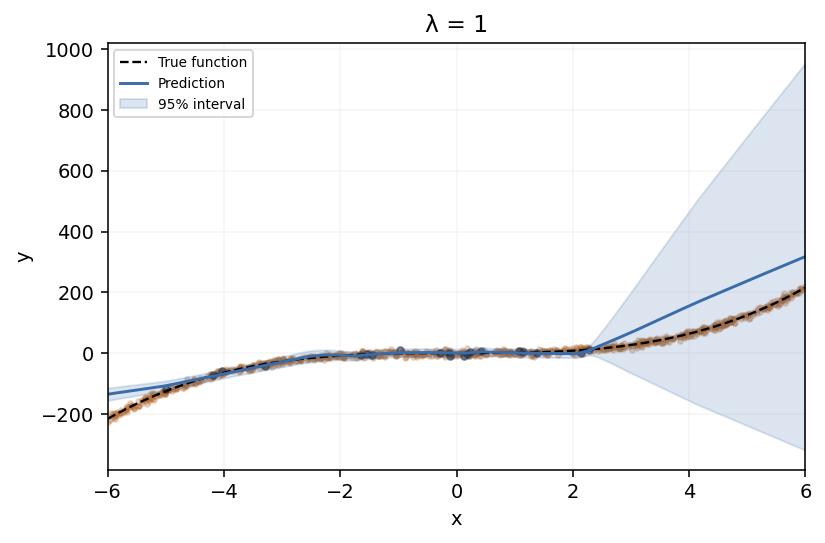 λ = 1
1000
800
600
400
200
0
−200
y
True function
Prediction
95% interval
−6
−4
−2
0
2
4
6
x